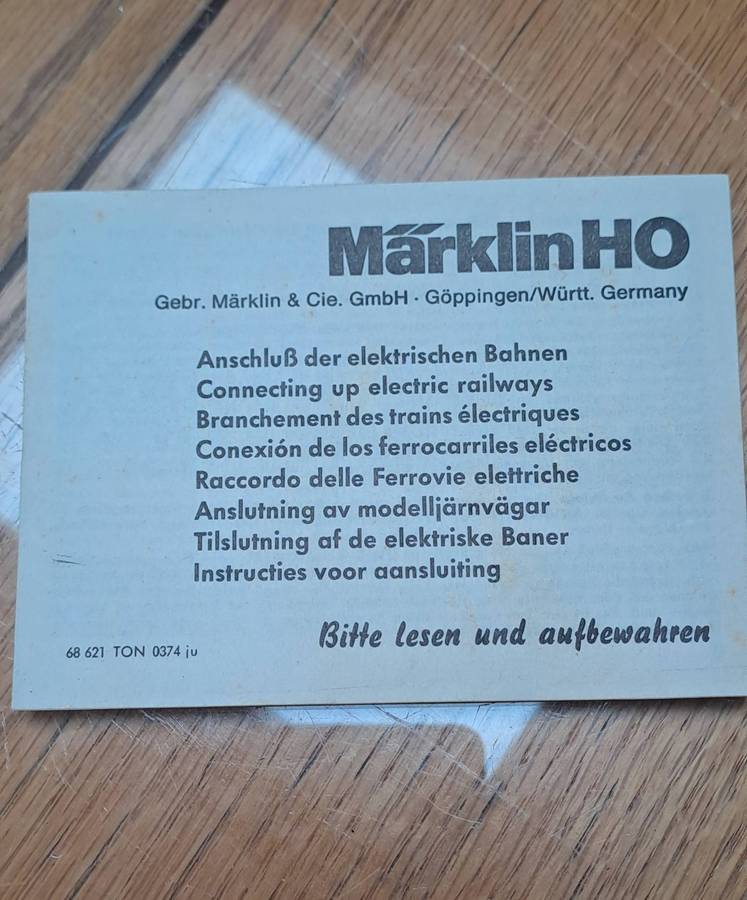 Märklin HO
Gebr. Märklin & Cie. GmbH · Göppingen/Württ. Germany
Anschluß der elektrischen Bahnen
Connecting up electric railways
Branchement des trains électriques
Conexión de los ferrocarriles eléctricos
Raccordo delle Ferrovie elettriche
Anslutning av modelljärnvägar
Tilslutning af de elektriske Baner
Instructies voor aansluiting
Bitte lesen und aufbewahren
68 621 TON 0374 ju